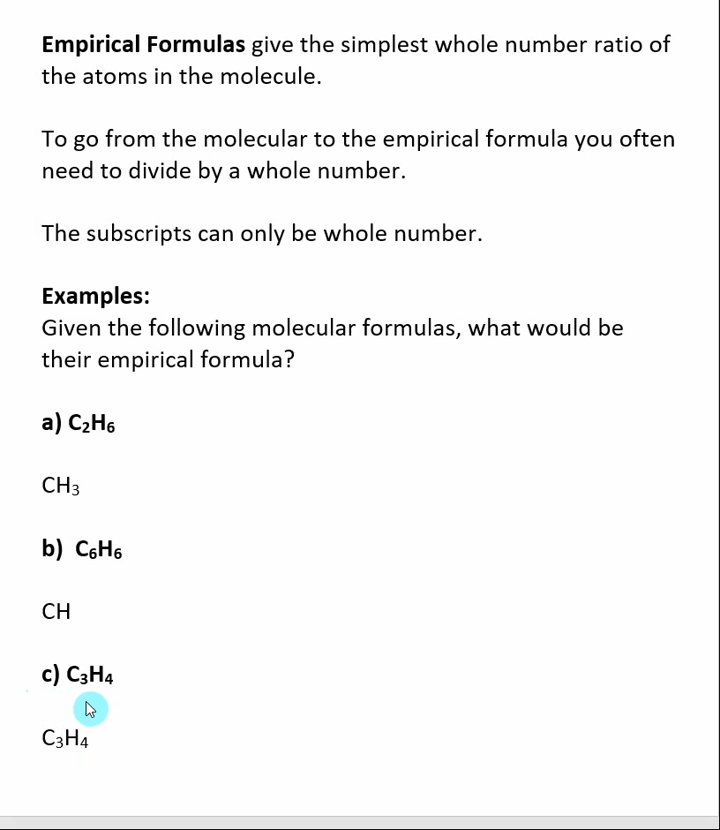 Empirical Formulas give the simplest whole number ratio of
the atoms in the molecule.
To go from the molecular to the empirical formula you often
need to divide by a whole number.
The subscripts can only be whole number.
Examples:
Given the following molecular formulas, what would be
their empirical formula?
a) C₂H₆
CH₃
b) C₆H₆
CH
c) C₃H₄
C₃H₄